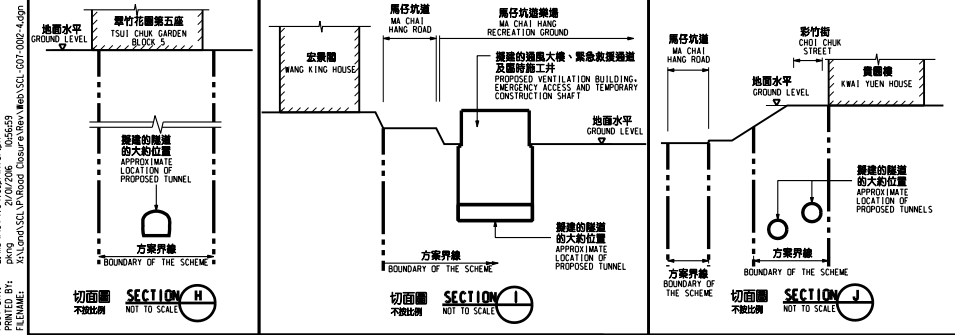 PRINTED BY: pkng 21/01/2016 10:56:59
FILENAME: X:\Land\SCL\P\Road Closure\Rev\Web\SCL-G07-0012-4.dgn
翠竹花園第五座
TSUI CHUK GARDEN
BLOCK 5
地面水平
GROUND LEVEL
擬建的隧道
的大約位置
APPROXIMATE
LOCATION OF
PROPOSED TUNNEL
方案界線
BOUNDARY OF THE SCHEME
切面圖
不按比例
SECTION H
NOT TO SCALE
馬仔坑道
MA CHAI
HANG ROAD
馬仔坑遊樂場
MA CHAI HANG
RECREATION GROUND
宏景閣
WANG KING HOUSE
擬建的通風大樓、緊急救援通道
及臨時施工井
PROPOSED VENTILATION BUILDING,
EMERGENCY ACCESS AND TEMPORARY
CONSTRUCTION SHAFT
地面水平
GROUND LEVEL
擬建的隧道
的大約位置
APPROXIMATE
LOCATION OF
PROPOSED TUNNEL
方案界線
BOUNDARY OF THE SCHEME
切面圖
不按比例
SECTION I
NOT TO SCALE
馬仔坑道
MA CHAI
HANG ROAD
彩竹街
CHOI CHUK
STREET
地面水平
GROUND LEVEL
貴園樓
KWAI YUEN HOUSE
擬建的隧道
的大約位置
APPROXIMATE
LOCATION OF
PROPOSED TUNNELS
方案界線
BOUNDARY OF
THE SCHEME
方案界線
BOUNDARY OF THE SCHEME
切面圖
不按比例
SECTION J
NOT TO SCALE